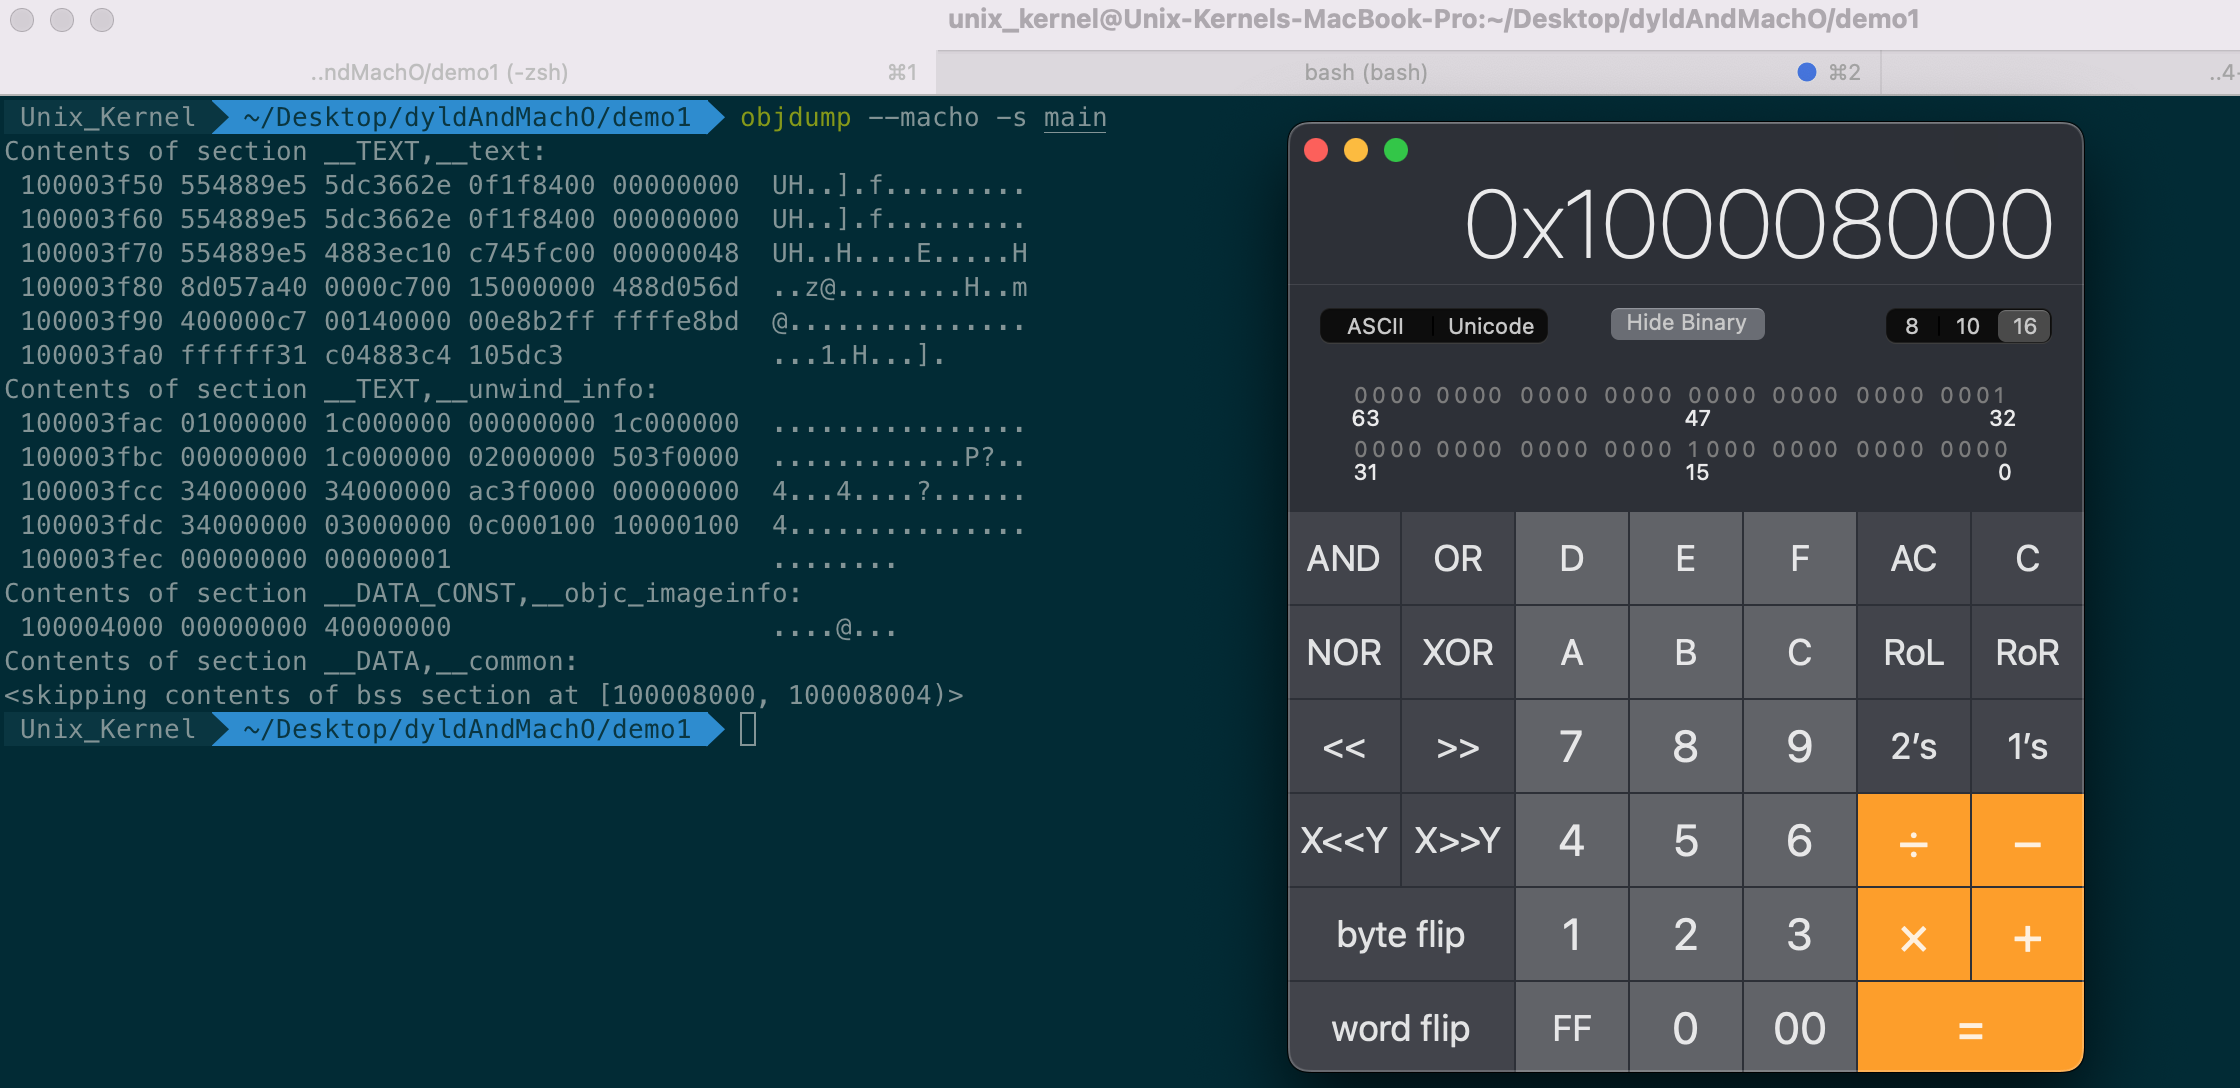 unix_kernel@Unix-Kernels-MacBook-Pro:~/Desktop/dyldAndMachO/demo1
..ndMachO/demo1 (-zsh) ⌘1 bash (bash) ⌘2 ..4-
Unix_Kernel ~/Desktop/dyldAndMachO/demo1 objdump --macho -s main
Contents of section __TEXT,__text:
100003f50 554889e5 5dc3662e 0f1f8400 00000000 UH..].f.........
100003f60 554889e5 5dc3662e 0f1f8400 00000000 UH..].f.........
100003f70 554889e5 4883ec10 c745fc00 00000048 UH..H....E.....H
100003f80 8d057a40 0000c700 15000000 488d056d ..z@........H..m
100003f90 400000c7 00140000 00e8b2ff ffffe8bd @...............
100003fa0 ffffff31 c04883c4 105dc3 ...1.H...].
Contents of section __TEXT,__unwind_info:
100003fac 01000000 1c000000 00000000 1c000000 ................
100003fbc 00000000 1c000000 02000000 503f0000 ............P?..
100003fcc 34000000 34000000 ac3f0000 00000000 4...4....?......
100003fdc 34000000 03000000 0c000100 10000100 4...............
100003fec 00000000 00000001 ........
Contents of section __DATA_CONST,__objc_imageinfo:
100004000 00000000 40000000 ....@...
Contents of section __DATA,__common:
<skipping contents of bss section at [100008000, 100008004)>
Unix_Kernel ~/Desktop/dyldAndMachO/demo1
0x100008000
ASCII Unicode Hide Binary 8 10 16
0000 0000 0000 0000 0000 0000 0000 0001
63 47 32
0000 0000 0000 0000 1000 0000 0000 0000
31 15 0
AND OR D E F AC C
NOR XOR A B C RoL RoR
<< >> 7 8 9 2's 1's
X<<Y X>>Y 4 5 6 ÷ −
byte flip 1 2 3 × +
word flip FF 0 00 =